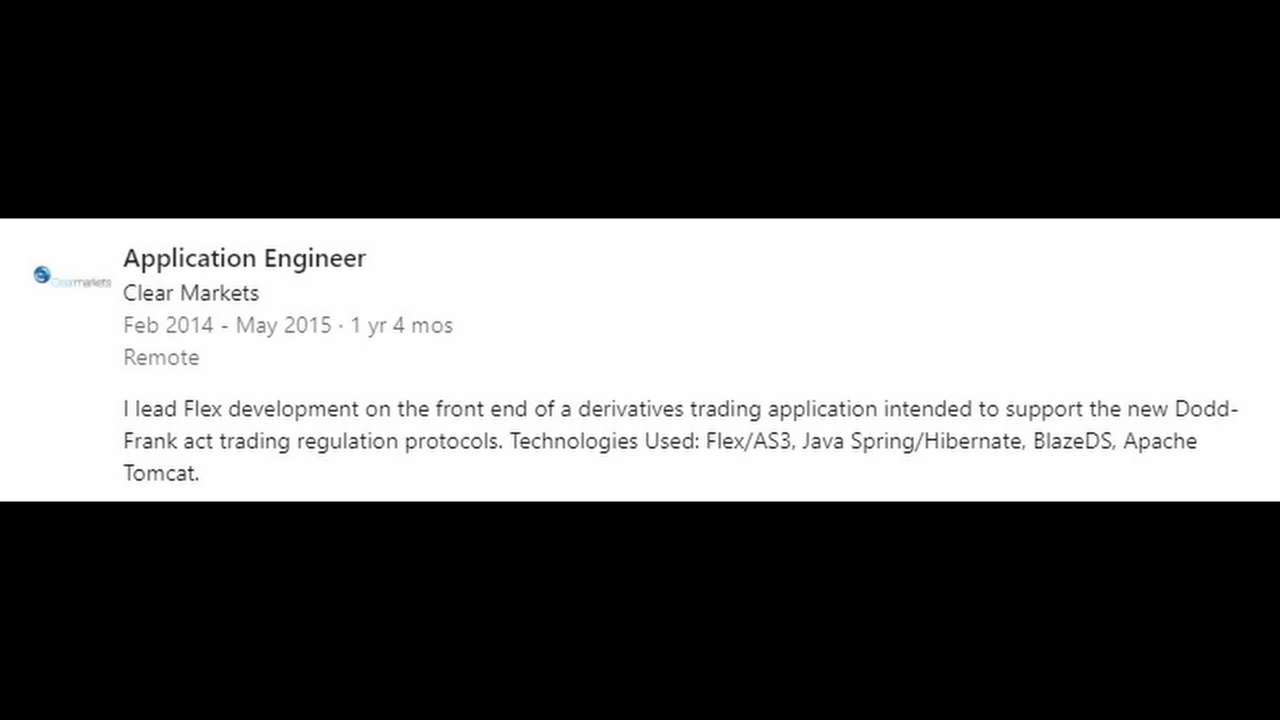 Application Engineer
Clearmarkets
Clear Markets
Feb 2014 - May 2015 · 1 yr 4 mos
Remote
I lead Flex development on the front end of a derivatives trading application intended to support the new Dodd-
Frank act trading regulation protocols. Technologies Used: Flex/AS3, Java Spring/Hibernate, BlazeDS, Apache
Tomcat.